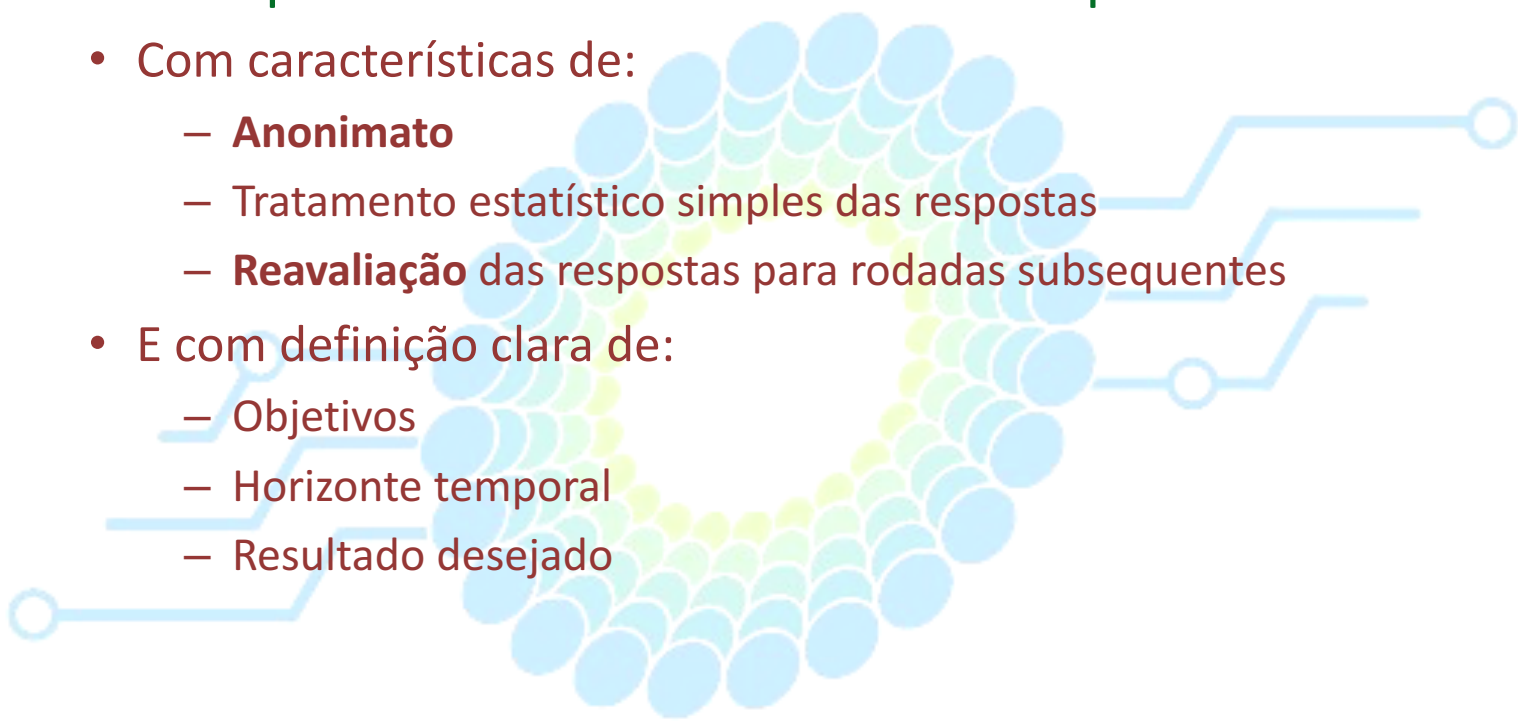 • Com características de:
– Anonimato
– Tratamento estatístico simples das respostas
– Reavaliação das respostas para rodadas subsequentes
• E com definição clara de:
– Objetivos
– Horizonte temporal
– Resultado desejado